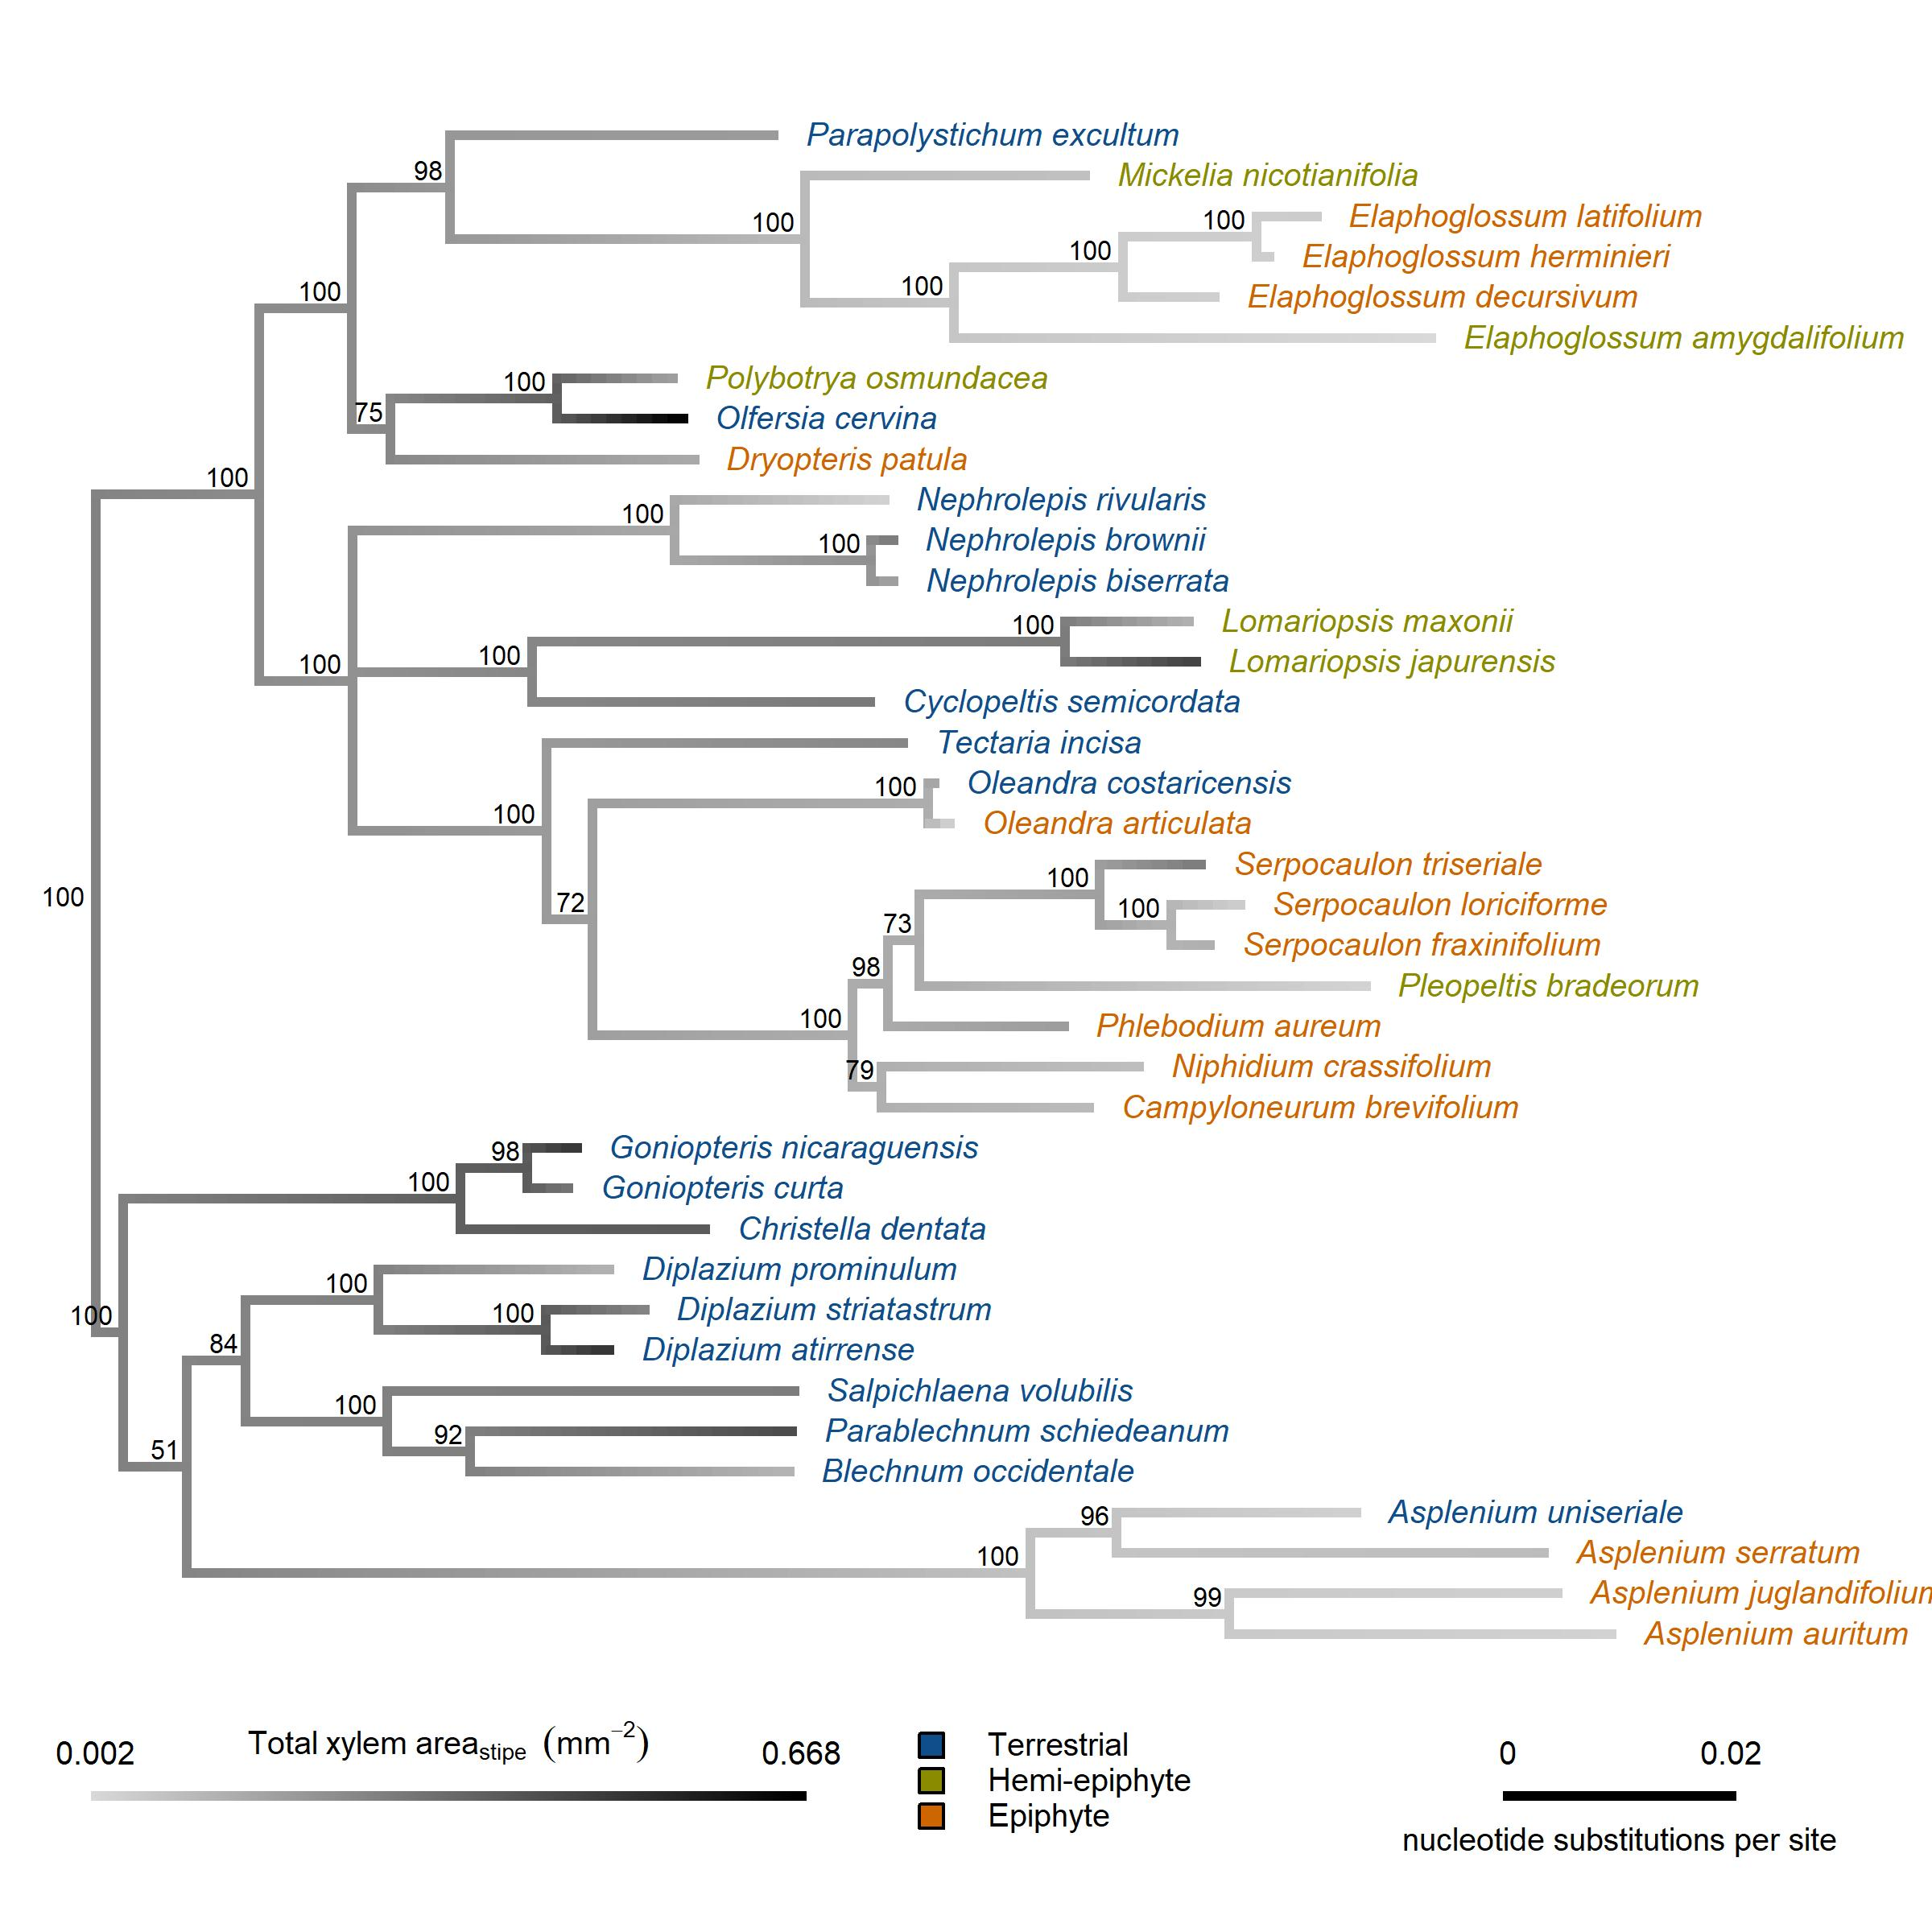 Parapolystichum excultum
98
Mickelia nicotianifolia
100
Elaphoglossum latifolium
100
Elaphoglossum herminieri
100
Elaphoglossum decursivum
100
100
Elaphoglossum amygdalifolium
Polybotrya osmundacea
100
Olfersia cervina
75
Dryopteris patula
100
Nephrolepis rivularis
100
Nephrolepis brownii
100
Nephrolepis biserrata
Lomariopsis maxonii
100
Lomariopsis japurensis
100
100
Cyclopeltis semicordata
Tectaria incisa
Oleandra costaricensis
100
Oleandra articulata
100
Serpocaulon triseriale
100
Serpocaulon loriciforme
100
72
100
Serpocaulon fraxinifolium
73
98
Pleopeltis bradeorum
100
Phlebodium aureum
Niphidium crassifolium
79
Campyloneurum brevifolium
Goniopteris nicaraguensis
98
Goniopteris curta
100
Christella dentata
Diplazium prominulum
100
Diplazium striatastrum
100
100
Diplazium atirrense
84
Salpichlaena volubilis
100
Parablechnum schiedeanum
92
51
Blechnum occidentale
Asplenium uniseriale
96
Asplenium serratum
100
Asplenium juglandifolium
99
Asplenium auritum
0.002 Total xylem area stipe (mm−2) 0.668
Terrestrial
Hemi-epiphyte
Epiphyte
0 0.02
nucleotide substitutions per site